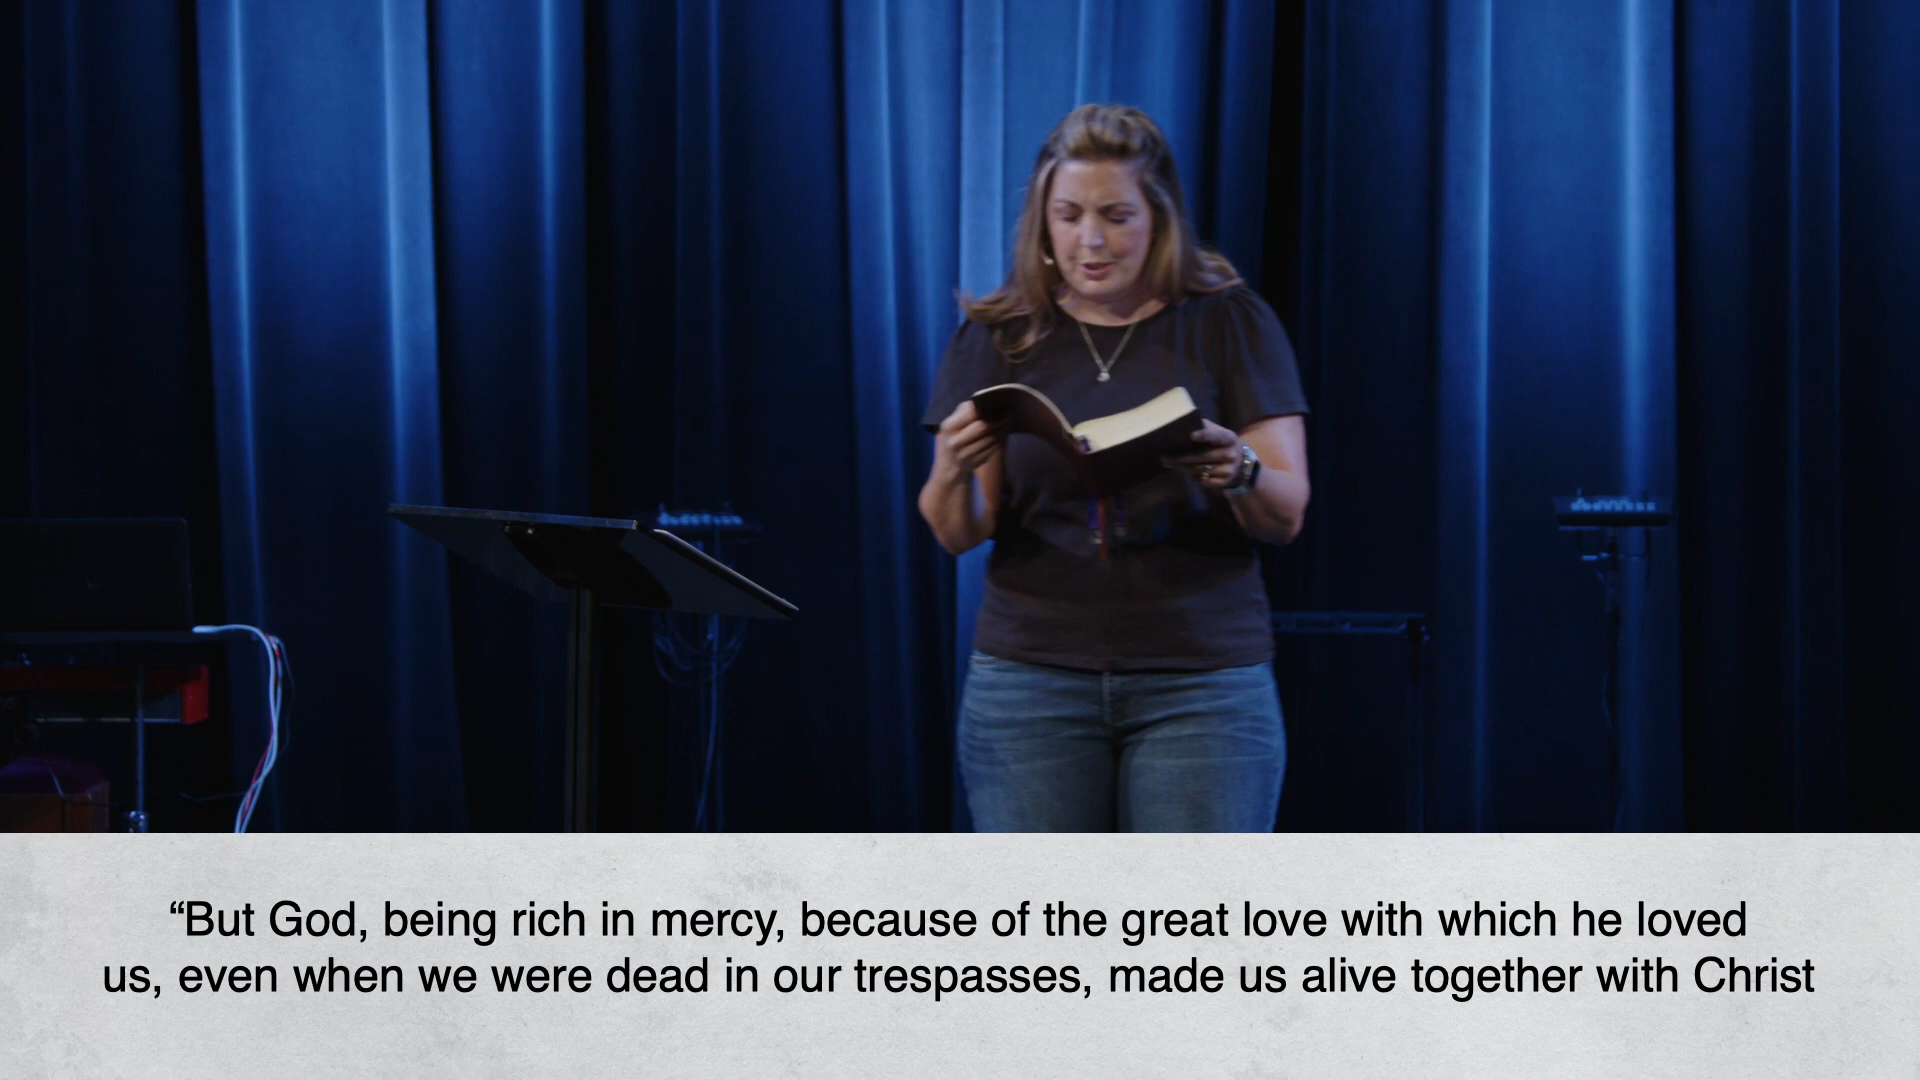 “But God, being rich in mercy, because of the great love with which he loved
us, even when we were dead in our trespasses, made us alive together with Christ